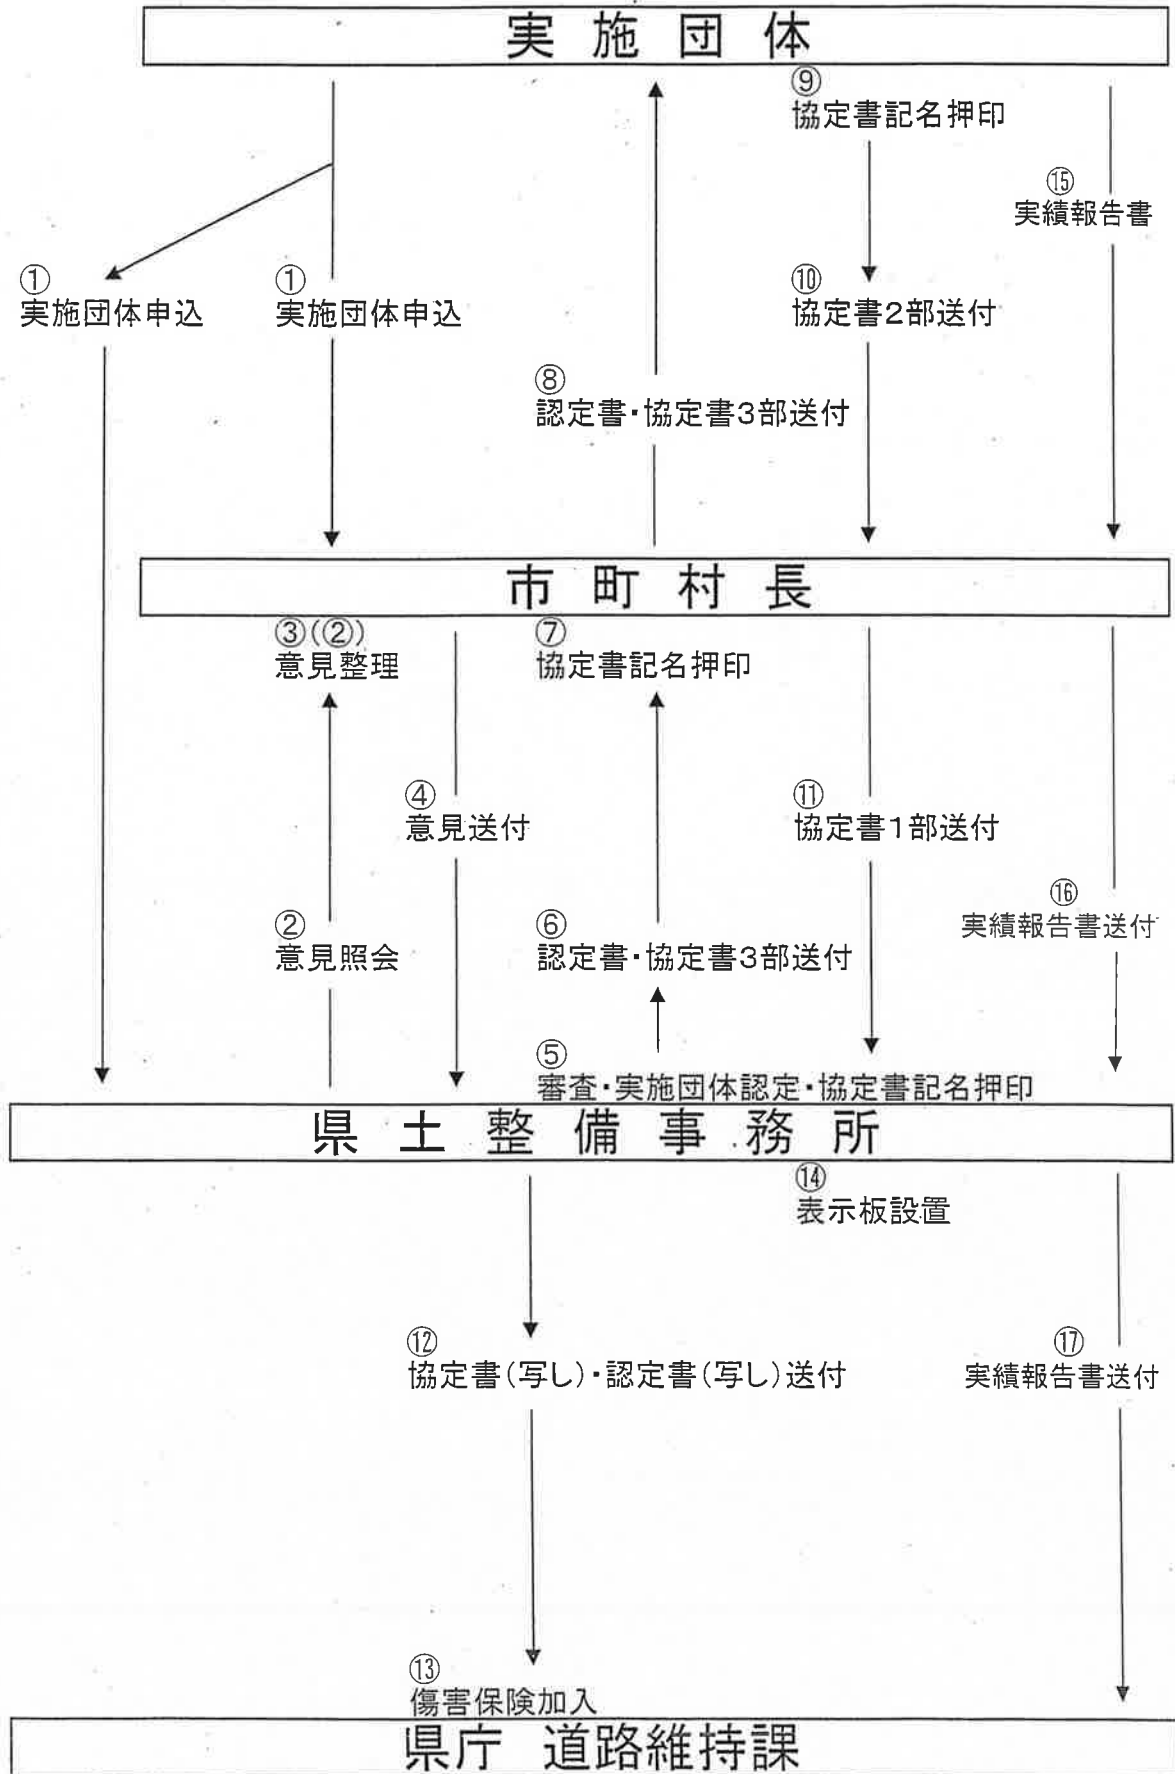 実施団体
⑨
協定書記名押印
⑮
実績報告書
①
実施団体申込
①
実施団体申込
⑩
協定書2部送付
⑧
認定書・協定書3部送付
市町村長
③(②)
意見整理
⑦
協定書記名押印
④
意見送付
⑪
協定書1部送付
②
意見照会
⑥
認定書・協定書3部送付
⑯
実績報告書送付
⑤
審査・実施団体認定・協定書記名押印
県土整備事務所
⑭
表示板設置
⑫
協定書(写し)・認定書(写し)送付
⑰
実績報告書送付
⑬
傷害保険加入
県庁 道路維持課